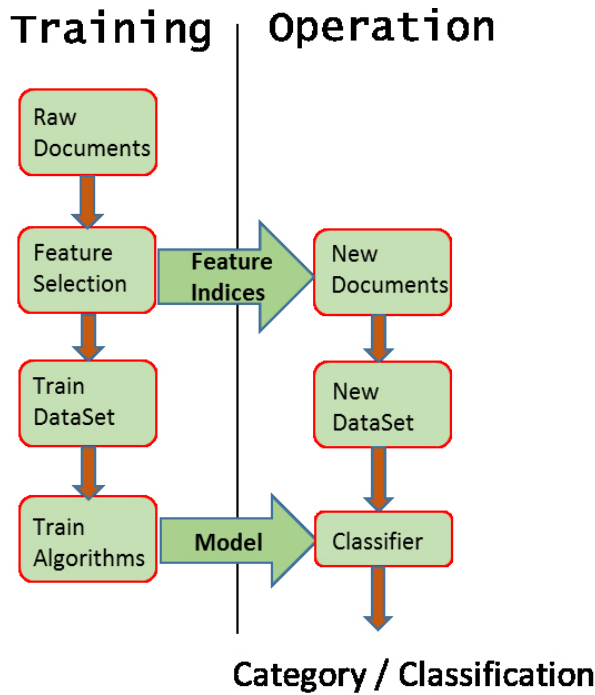 Training
Operation
Raw
Documents
Feature
Selection
Feature
Indices
New
Documents
Train
DataSet
New
DataSet
Train
Algorithms
Model
Classifier
Category / Classification